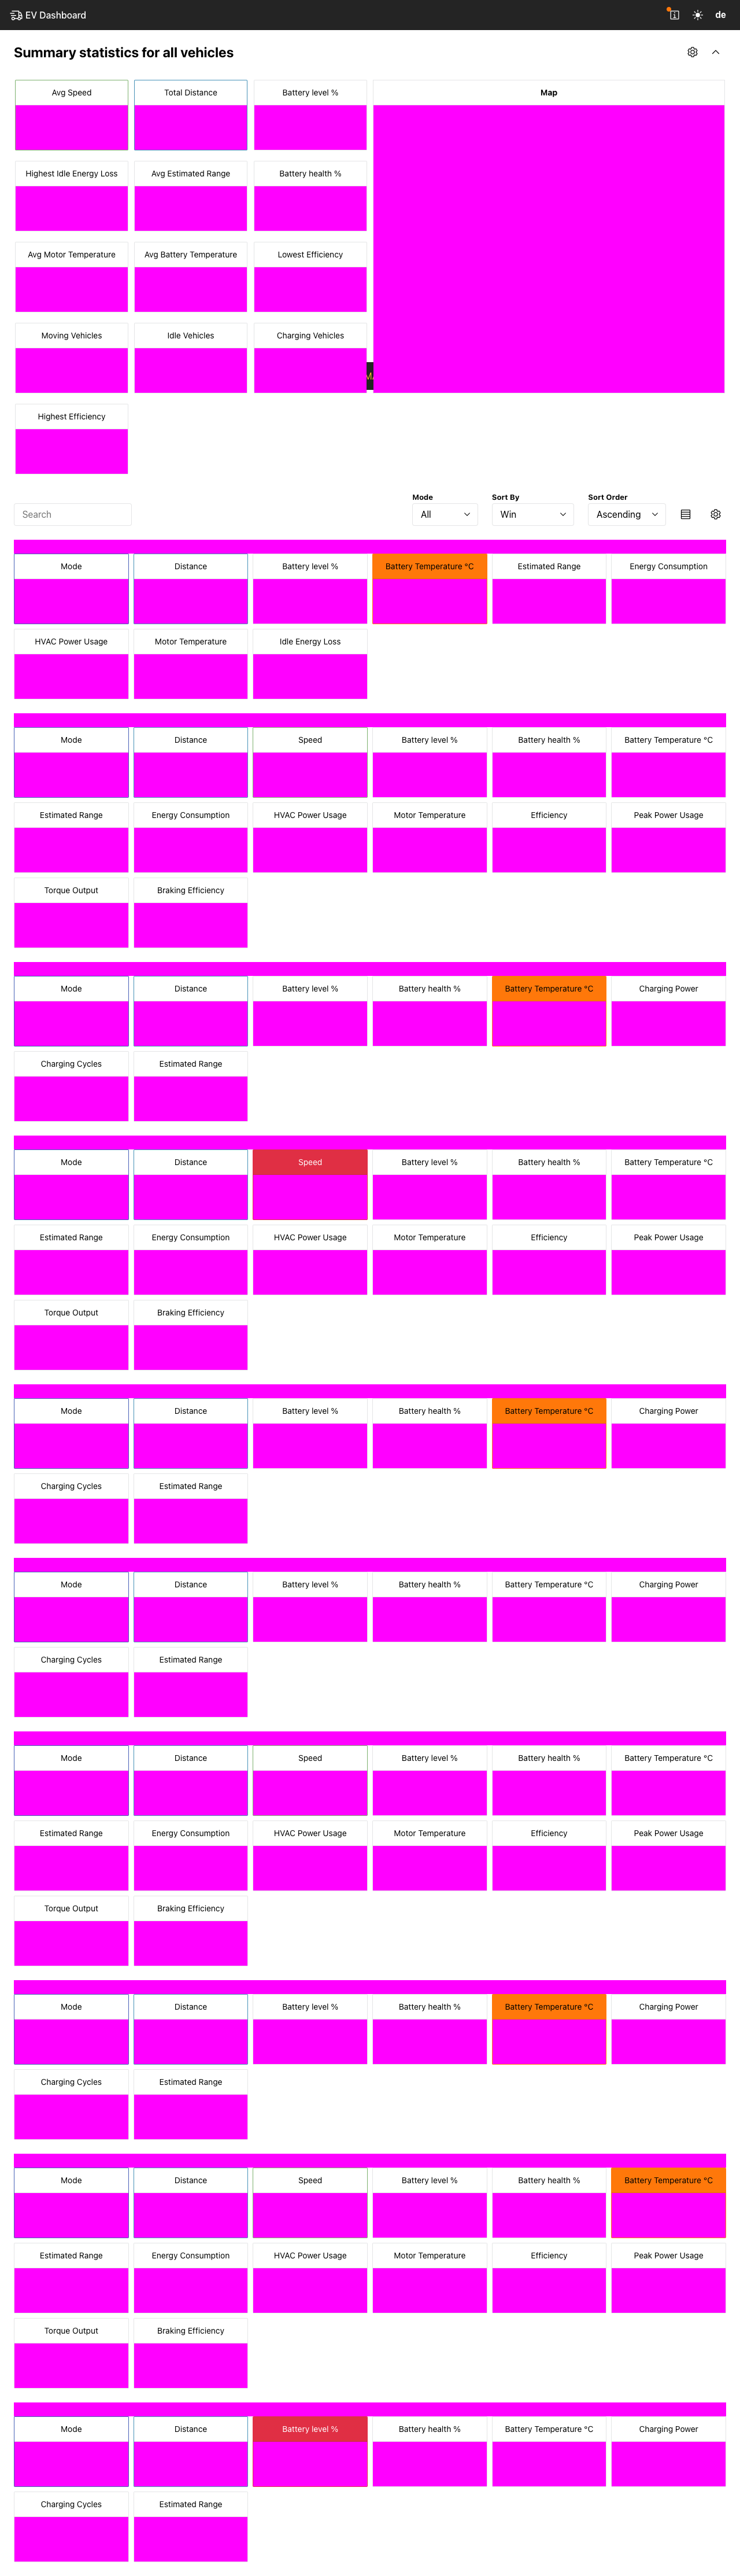 EV Dashboard
de
Summary statistics for all vehicles
Avg Speed
Total Distance
Battery level %
Map
Highest Idle Energy Loss
Avg Estimated Range
Battery health %
Avg Motor Temperature
Avg Battery Temperature
Lowest Efficiency
Moving Vehicles
Idle Vehicles
Charging Vehicles
Highest Efficiency
Search
Mode
All
Sort By
Win
Sort Order
Ascending
Mode
Distance
Battery level %
Battery Temperature °C
Estimated Range
Energy Consumption
HVAC Power Usage
Motor Temperature
Idle Energy Loss
Mode
Distance
Speed
Battery level %
Battery health %
Battery Temperature °C
Estimated Range
Energy Consumption
HVAC Power Usage
Motor Temperature
Efficiency
Peak Power Usage
Torque Output
Braking Efficiency
Mode
Distance
Battery level %
Battery health %
Battery Temperature °C
Charging Power
Charging Cycles
Estimated Range
Mode
Distance
Speed
Battery level %
Battery health %
Battery Temperature °C
Estimated Range
Energy Consumption
HVAC Power Usage
Motor Temperature
Efficiency
Peak Power Usage
Torque Output
Braking Efficiency
Mode
Distance
Battery level %
Battery health %
Battery Temperature °C
Charging Power
Charging Cycles
Estimated Range
Mode
Distance
Battery level %
Battery health %
Battery Temperature °C
Charging Power
Charging Cycles
Estimated Range
Mode
Distance
Speed
Battery level %
Battery health %
Battery Temperature °C
Estimated Range
Energy Consumption
HVAC Power Usage
Motor Temperature
Efficiency
Peak Power Usage
Torque Output
Braking Efficiency
Mode
Distance
Battery level %
Battery health %
Battery Temperature °C
Charging Power
Charging Cycles
Estimated Range
Mode
Distance
Speed
Battery level %
Battery health %
Battery Temperature °C
Estimated Range
Energy Consumption
HVAC Power Usage
Motor Temperature
Efficiency
Peak Power Usage
Torque Output
Braking Efficiency
Mode
Distance
Battery level %
Battery health %
Battery Temperature °C
Charging Power
Charging Cycles
Estimated Range